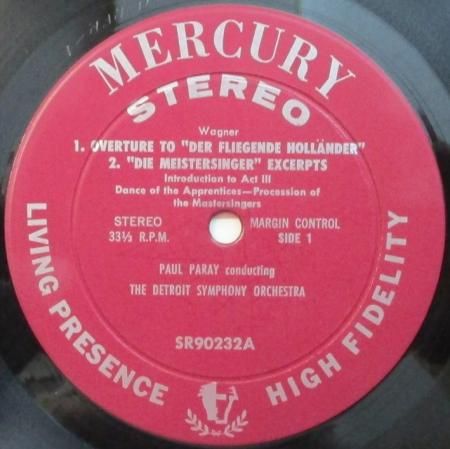 MERCURY
STEREO
Wagner
1. OVERTURE TO "DER FLIEGENDE HOLLÄNDER"
2. "DIE MEISTERSINGER" EXCERPTS
Introduction to Act III
Dance of the Apprentices—Procession of
the Mastersingers
STEREO MARGIN CONTROL
33⅓ R.P.M. SIDE 1
PAUL PARAY conducting
THE DETROIT SYMPHONY ORCHESTRA
SR90232A
LIVING PRESENCE
HIGH FIDELITY